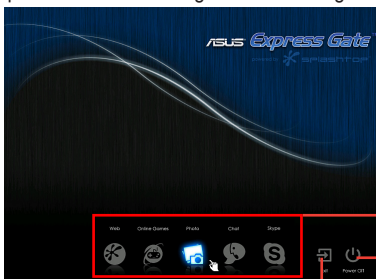 ASUS Express Gate
splashtop
Web Online Games Photo Chat Skype
Power Off